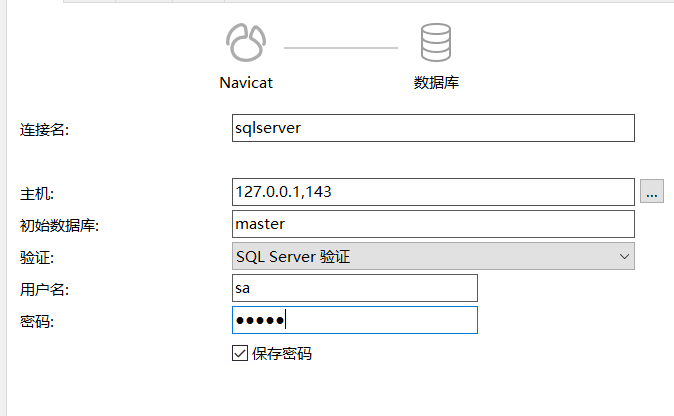 Navicat
数据库
连接名:
sqlserver
主机:
127.0.0.1,143
...
初始数据库:
master
验证:
SQL Server 验证
用户名:
sa
密码:
●●●●●
保存密码